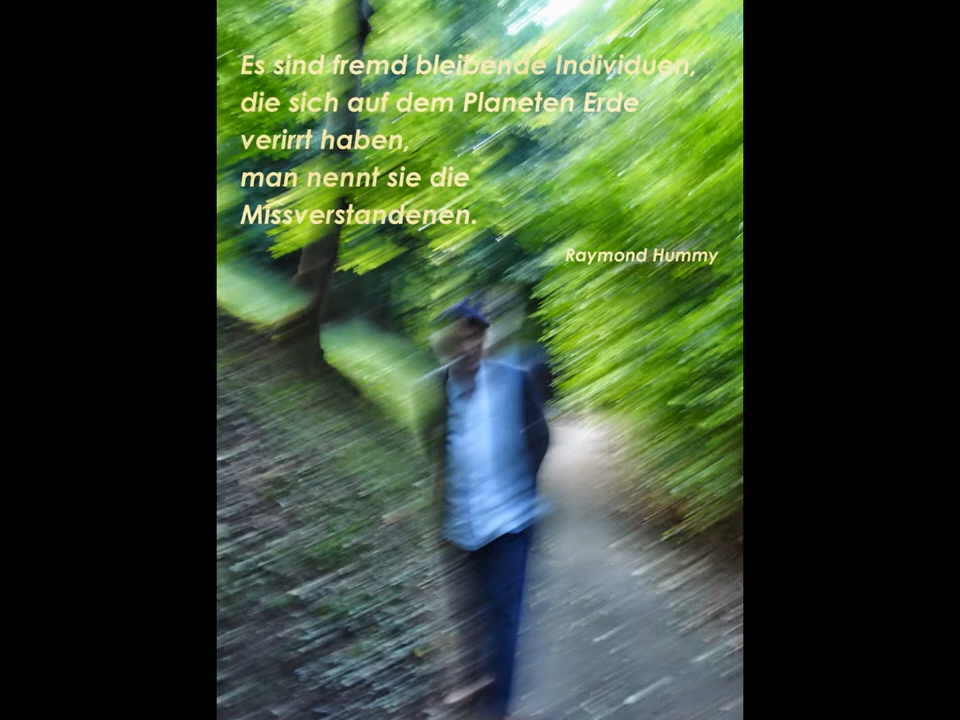 Es sind fremd bleibende Individuen,
die sich auf dem Planeten Erde
verirrt haben,
man nennt sie die
Missverstandenen.
Raymond Hummy